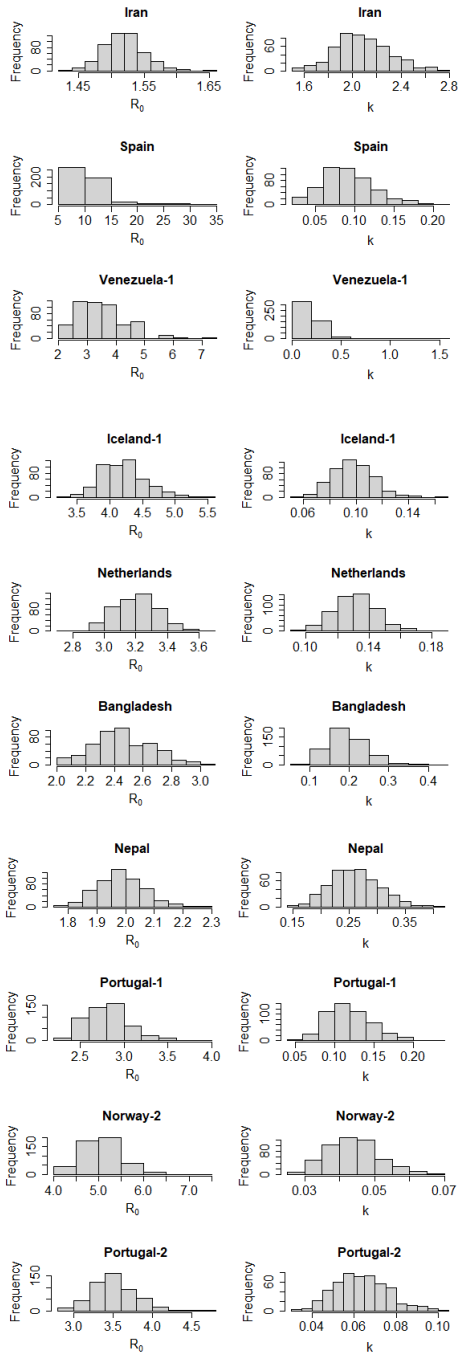 Iran Iran
Frequency 0 80 Frequency 0 60
1.45 1.55 1.65 1.6 2.0 2.4 2.8
R0 k
Spain Spain
Frequency 0 200 Frequency 0 80
5 10 15 20 25 30 35 0.05 0.10 0.15 0.20
R0 k
Venezuela-1 Venezuela-1
Frequency 0 80 Frequency 0 250
2 3 4 5 6 7 0.0 0.5 1.0 1.5
R0 k
Iceland-1 Iceland-1
Frequency 0 80 Frequency 0 80
3.5 4.0 4.5 5.0 5.5 0.06 0.10 0.14
R0 k
Netherlands Netherlands
Frequency 0 80 Frequency 0 100
2.8 3.0 3.2 3.4 3.6 0.10 0.14 0.18
R0 k
Bangladesh Bangladesh
Frequency 0 80 Frequency 0 150
2.0 2.2 2.4 2.6 2.8 3.0 0.1 0.2 0.3 0.4
R0 k
Nepal Nepal
Frequency 0 80 Frequency 0 60
1.8 1.9 2.0 2.1 2.2 2.3 0.15 0.25 0.35
R0 k
Portugal-1 Portugal-1
Frequency 0 150 Frequency 0 100
2.5 3.0 3.5 4.0 0.05 0.10 0.15 0.20
R0 k
Norway-2 Norway-2
Frequency 0 150 Frequency 0 80
4.0 5.0 6.0 7.0 0.03 0.05 0.07
R0 k
Portugal-2 Portugal-2
Frequency 0 150 Frequency 0 60
3.0 3.5 4.0 4.5 0.04 0.06 0.08 0.10
R0 k